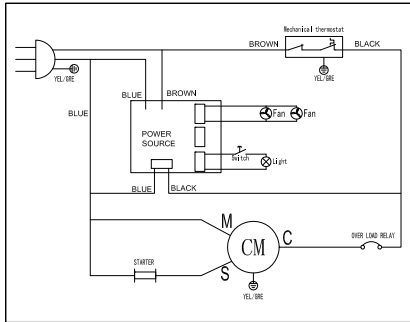 Mechanical thermostat
BROWN
BLACK
YEL/GRE
YEL/GRE
BLUE
BLUE
BROWN
POWER
SOURCE
Fan
Fan
Switch
Light
BLUE
BLACK
M
CM
C
S
OVER LOAD RELAY
STARTER
YEL/GRE